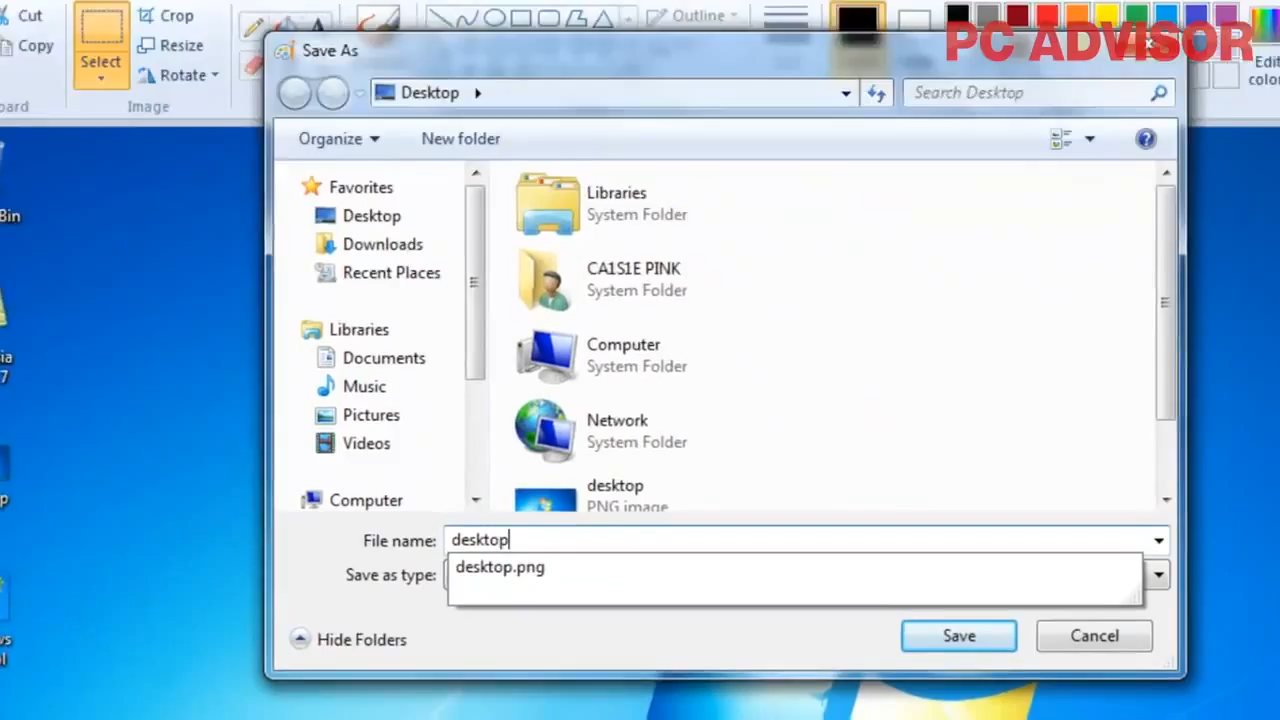 Cut
Copy
Select
Crop
Resize
Rotate
Image
Outline
PC ADVISOR
Save As
Desktop
Search Desktop
Organize
New folder
Favorites
Desktop
Downloads
Recent Places
Libraries
Documents
Music
Pictures
Videos
Computer
Libraries
System Folder
CA1S1E PINK
System Folder
Computer
System Folder
Network
System Folder
desktop
PNG image
File name: desktop
desktop.png
Save as type:
Hide Folders
Save
Cancel
Bin
7